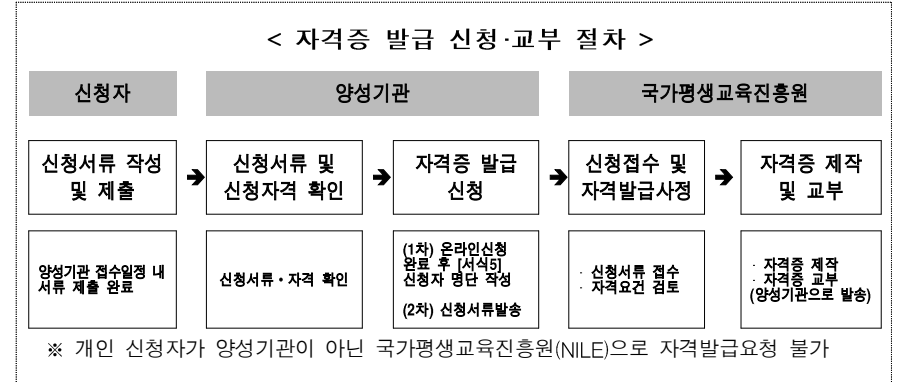 < 자격증 발급 신청·교부 절차 >
신청자
양성기관
국가평생교육진흥원
신청서류 작성
및 제출
➔
신청서류 및
신청자격 확인
➔
자격증 발급
신청
➔
신청접수 및
자격발급사정
➔
자격증 제작
및 교부
양성기관 접수일정 내
서류 제출 완료
신청서류·자격 확인
(1차) 온라인신청
완료 후 [서식5]
신청자 명단 작성
(2차) 신청서류발송
· 신청서류 접수
· 자격요건 검토
· 자격증 제작
· 자격증 교부
(양성기관으로 발송)
※ 개인 신청자가 양성기관이 아닌 국가평생교육진흥원(NILE)으로 자격발급요청 불가